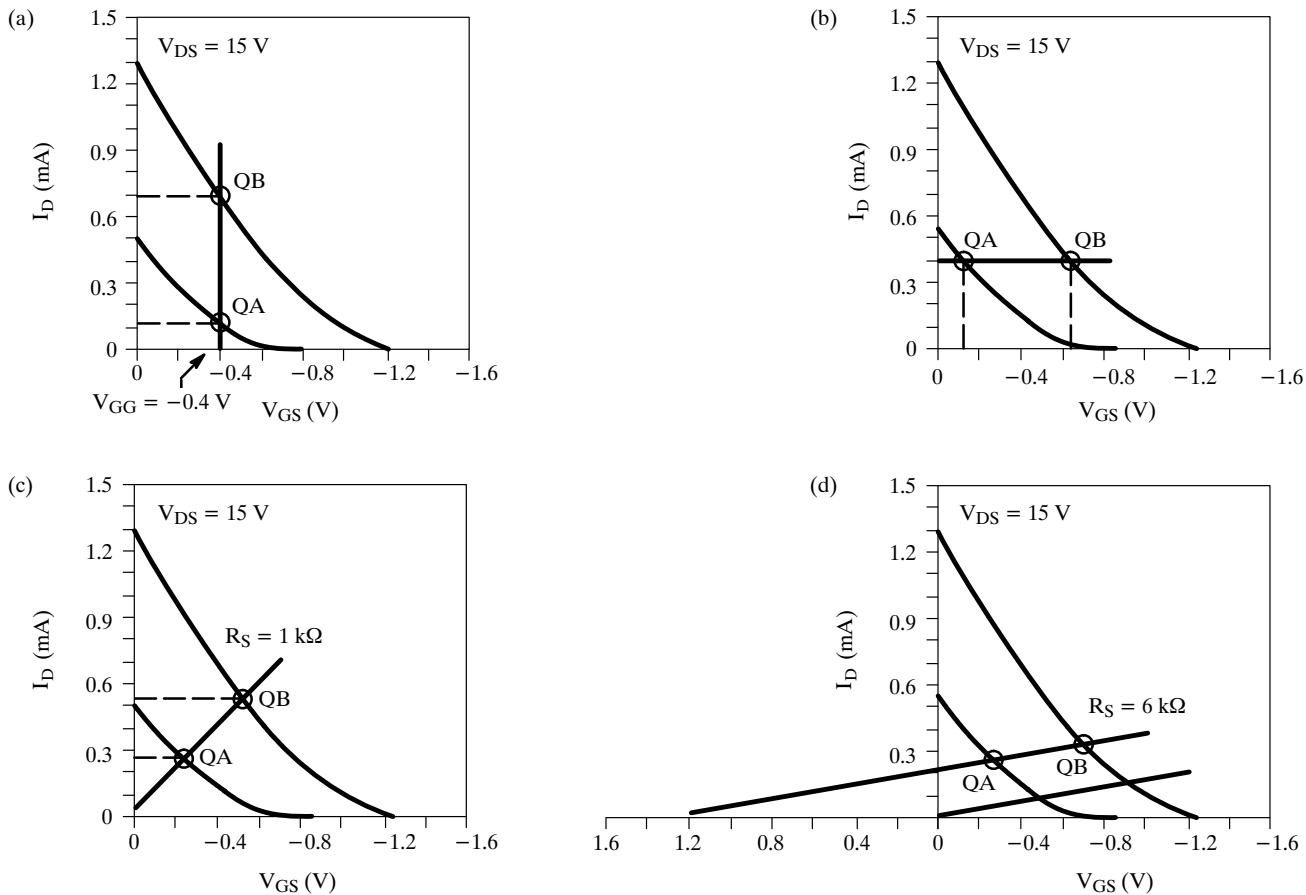 (a)
V_DS = 15 V
1.5
1.2
0.9
0.6
0.3
0
I_D (mA)
QB
QA
0
−0.4
−0.8
−1.2
−1.6
V_GG = −0.4 V
V_GS (V)
(b)
V_DS = 15 V
1.5
1.2
0.9
0.6
0.3
0
I_D (mA)
QA
QB
0
−0.4
−0.8
−1.2
−1.6
V_GS (V)
(c)
V_DS = 15 V
1.5
1.2
0.9
0.6
0.3
0
I_D (mA)
R_S = 1 kΩ
QB
QA
0
−0.4
−0.8
−1.2
−1.6
V_GS (V)
(d)
V_DS = 15 V
1.5
1.2
0.9
0.6
0.3
I_D (mA)
R_S = 6 kΩ
QA
QB
1.6
1.2
0.8
0.4
0
−0.4
−0.8
−1.2
−1.6
V_GS (V)